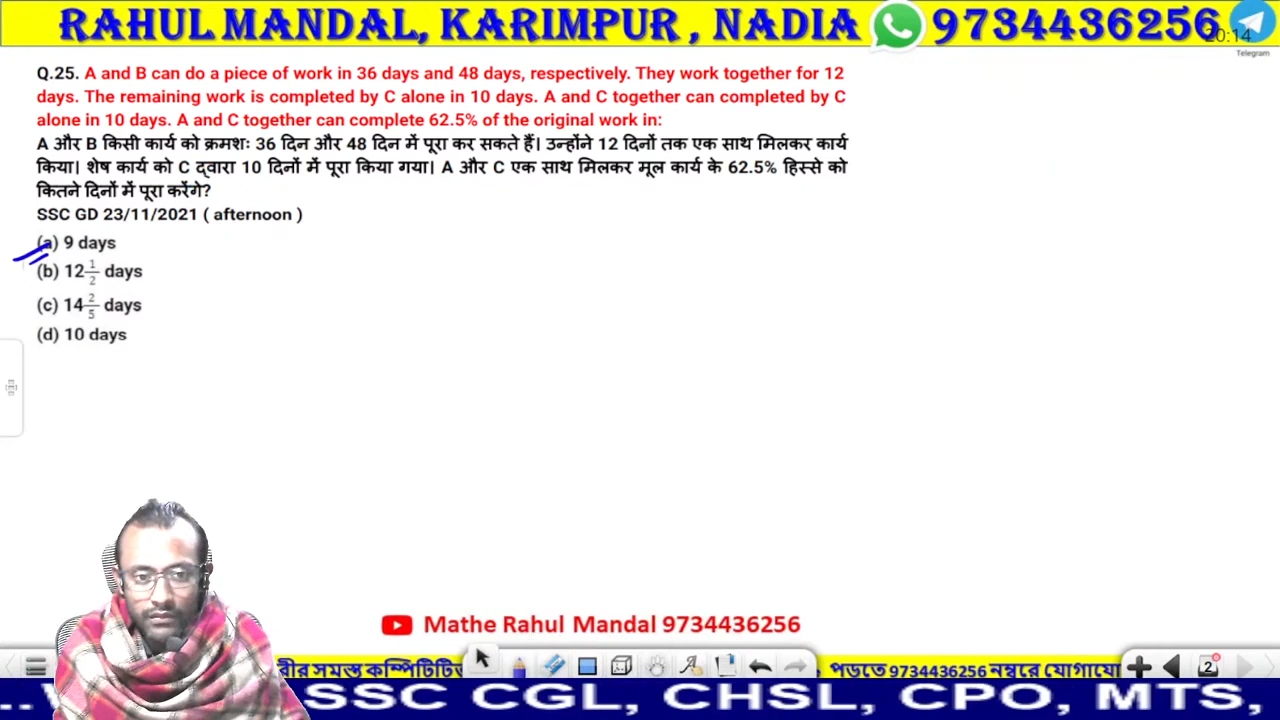 RAHUL MANDAL, KARIMPUR , NADIA 9734436256
20:14
Telegram
Q.25. A and B can do a piece of work in 36 days and 48 days, respectively. They work together for 12
days. The remaining work is completed by C alone in 10 days. A and C together can completed by C
alone in 10 days. A and C together can complete 62.5% of the original work in:
A और B किसी कार्य को क्रमशः 36 दिन और 48 दिन में पूरा कर सकते हैं। उन्होंने 12 दिनों तक एक साथ मिलकर कार्य
किया। शेष कार्य को C द्वारा 10 दिनों में पूरा किया गया। A और C एक साथ मिलकर मूल कार्य के 62.5% हिस्से को
कितने दिनों में पूरा करेंगे?
SSC GD 23/11/2021 ( afternoon )
(a) 9 days
(b) 12 1/2 days
(c) 14 2/5 days
(d) 10 days
Mathe Rahul Mandal 9734436256
সমস্ত কম্পিটিটি
পড়তে 9734436256 নম্বরে যোগাযো
2
SSC CGL, CHSL, CPO, MTS,